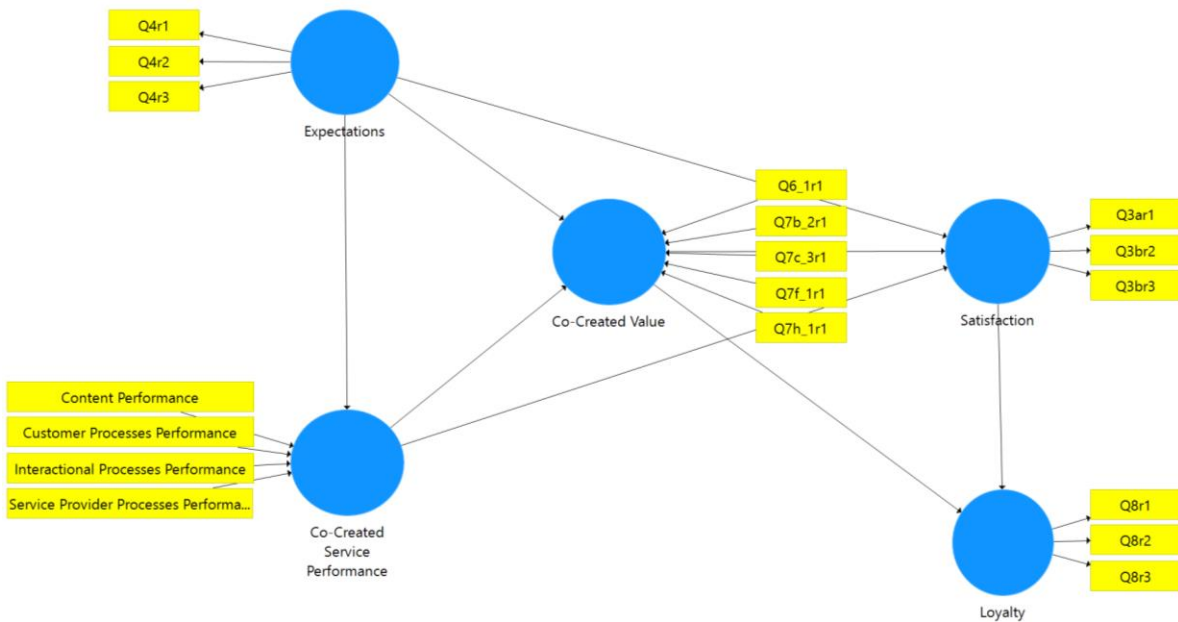 Q4r1
Q4r2
Q4r3
Expectations
Q6_1r1
Q7b_2r1
Q7c_3r1
Q7f_1r1
Q7h_1r1
Co-Created Value
Q3ar1
Q3br2
Q3br3
Satisfaction
Content Performance
Customer Processes Performance
Interactional Processes Performance
Service Provider Processes Performa...
Co-Created
Service
Performance
Q8r1
Q8r2
Q8r3
Loyalty